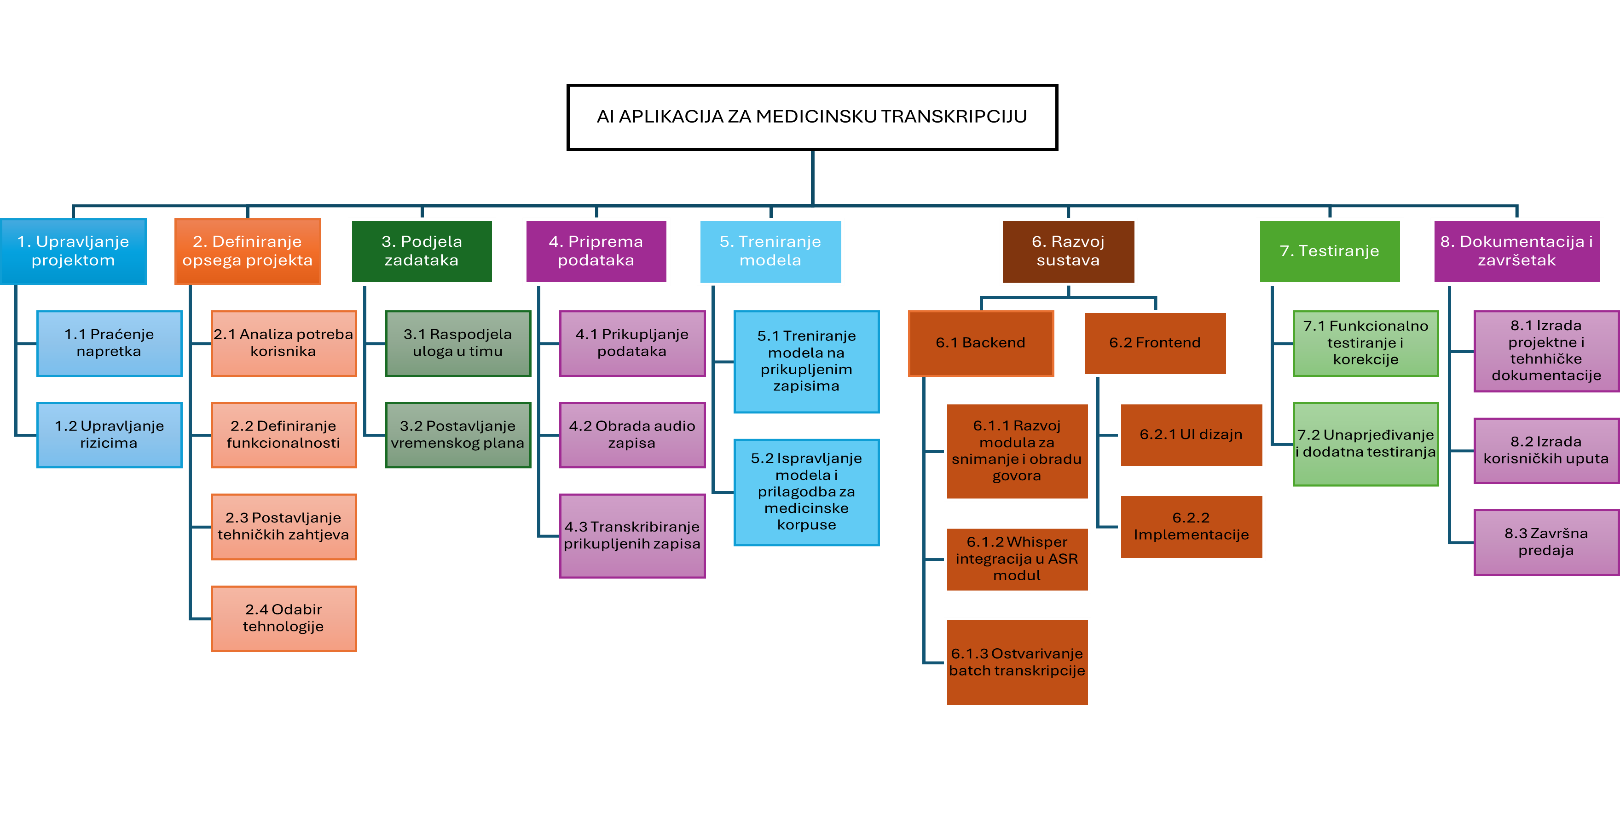 AI APLIKACIJA ZA MEDICINSKU TRANSKRIPCIJU
1. Upravljanje
projektom
1.1 Praćenje
napretka
1.2 Upravljanje
rizicima
2. Definiranje
opsega projekta
2.1 Analiza potreba
korisnika
2.2 Definiranje
funkcionalnosti
2.3 Postavljanje
tehničkih zahtjeva
2.4 Odabir
tehnologije
3. Podjela
zadataka
3.1 Raspodjela
uloga u timu
3.2 Postavljanje
vremenskog plana
4. Priprema
podataka
4.1 Prikupljanje
podataka
4.2 Obrada audio
zapisa
4.3 Transkribiranje
prikupljenih zapisa
5. Treniranje
modela
5.1 Treniranje
modela na
prikupljenim
zapisima
5.2 Ispravljanje
modela i
prilagodba za
medicinske
korpuse
6. Razvoj
sustava
6.1 Backend
6.1.1 Razvoj
modula za
snimanje i obradu
govora
6.1.2 Whisper
integracija u ASR
modul
6.1.3 Ostvarivanje
batch transkripcije
6.2 Frontend
6.2.1 UI dizajn
6.2.2
Implementacije
7. Testiranje
7.1 Funkcionalno
testiranje i
korekcije
7.2 Unaprjeđivanje
i dodatna testiranja
8. Dokumentacija i
završetak
8.1 Izrada
projektne i
tehnhičke
dokumentacije
8.2 Izrada
korisničkih uputa
8.3 Završna
predaja